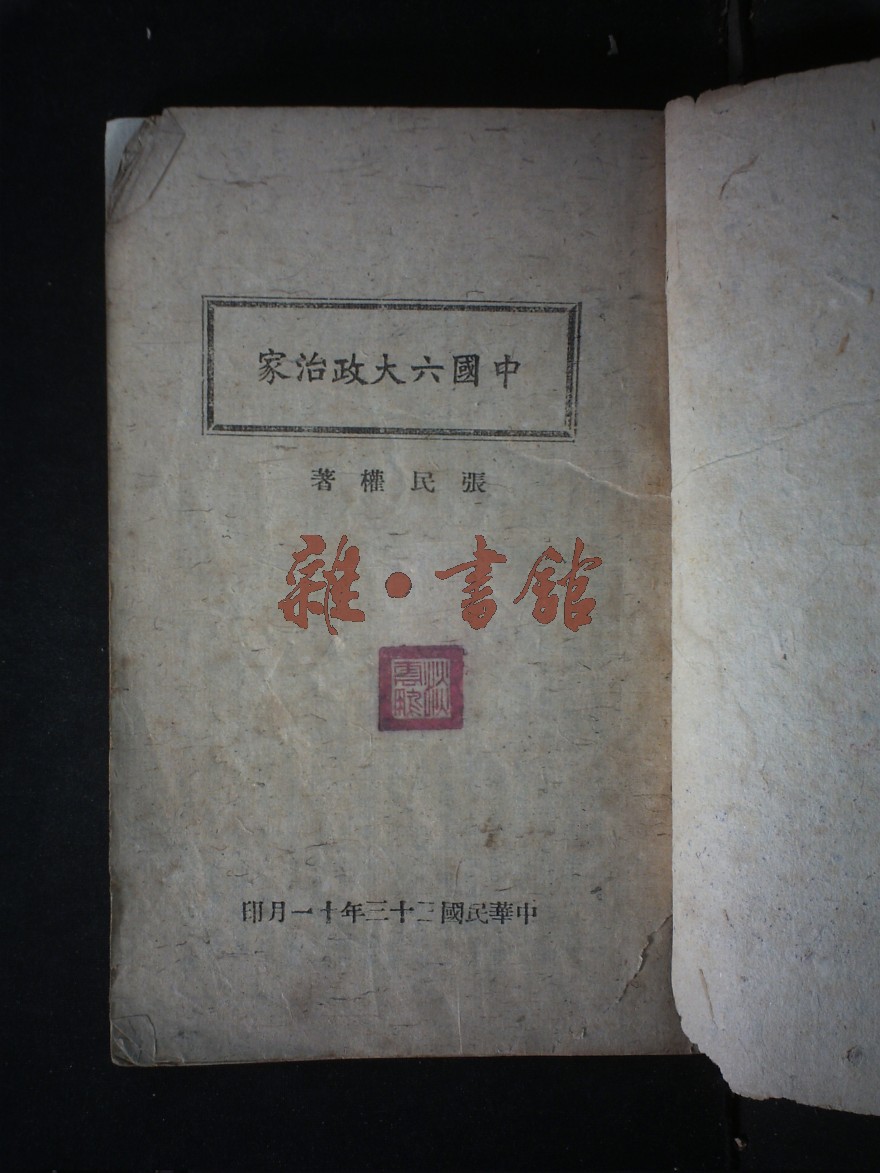 中國六大政治家
張民權著
雜·書館
中華民國三十三年十一月印